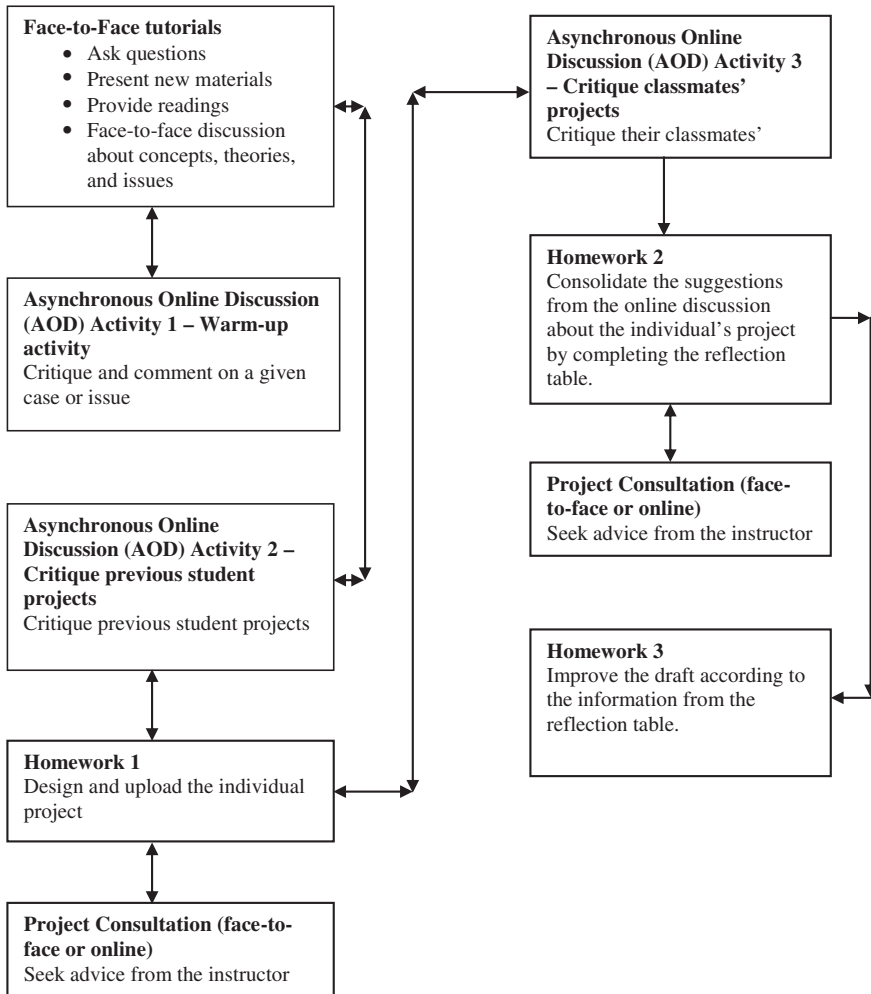 Face-to-Face tutorials
• Ask questions
• Present new materials
• Provide readings
• Face-to-face discussion
about concepts, theories,
and issues
Asynchronous Online Discussion
(AOD) Activity 1 – Warm-up
activity
Critique and comment on a given
case or issue
Asynchronous Online
Discussion (AOD) Activity 2 –
Critique previous student
projects
Critique previous student projects
Homework 1
Design and upload the individual
project
Project Consultation (face-to-
face or online)
Seek advice from the instructor
Asynchronous Online
Discussion (AOD) Activity 3
– Critique classmates’
projects
Critique their classmates’
Homework 2
Consolidate the suggestions
from the online discussion
about the individual’s project
by completing the reflection
table.
Project Consultation (face-
to-face or online)
Seek advice from the instructor
Homework 3
Improve the draft according to
the information from the
reflection table.